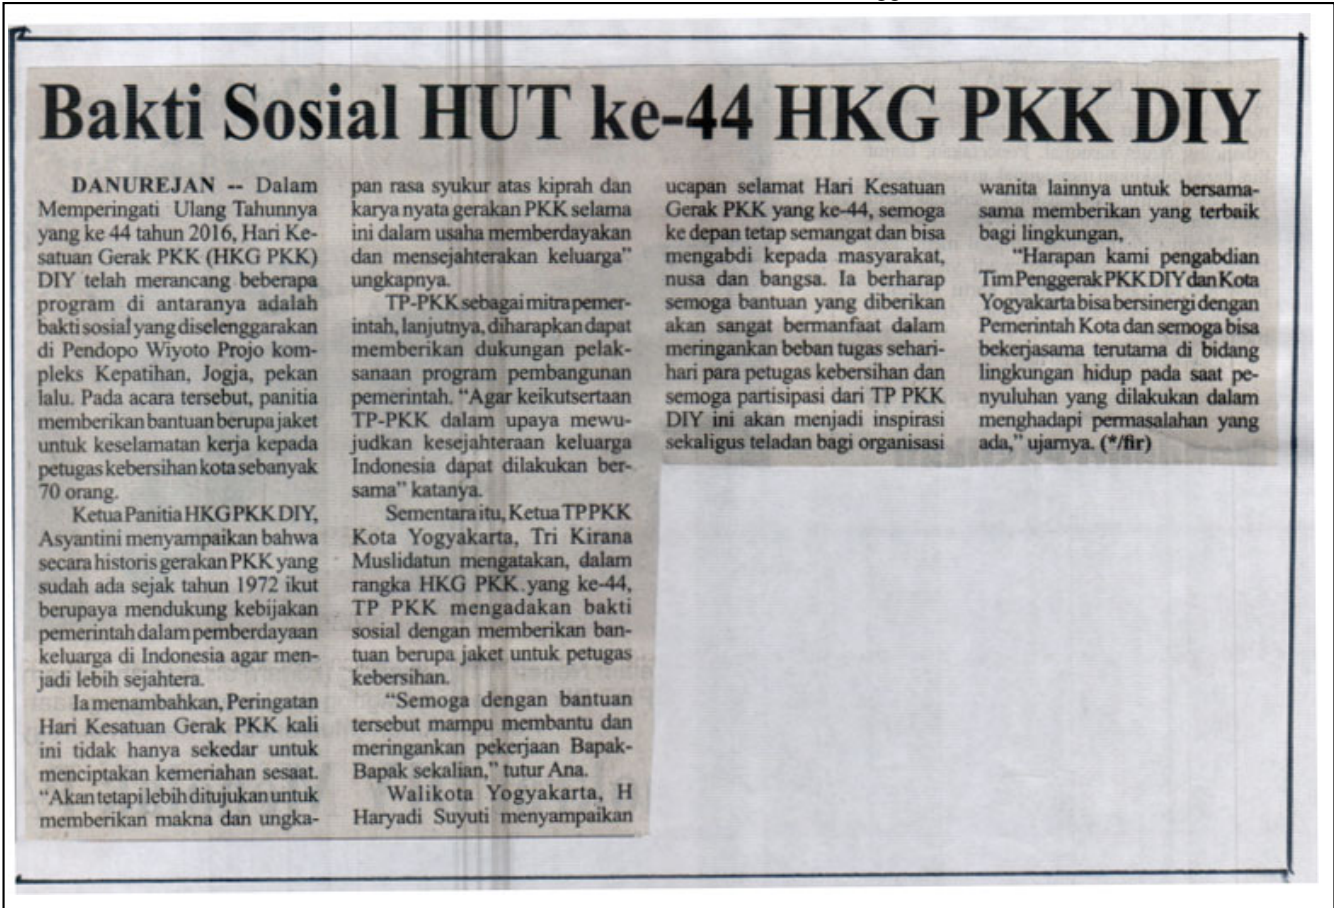 Bakti Sosial HUT ke-44 HKG PKK DIY
DANUREJAN -- Dalam
Memperingati Ulang Tahunnya
yang ke 44 tahun 2016, Hari Ke-
satuan Gerak PKK (HKG PKK)
DIY telah merancang beberapa
program di antaranya adalah
bakti sosial yang diselenggarakan
di Pendopo Wiyoto Projo kom-
pleks Kepatihan, Jogja, pekan
lalu. Pada acara tersebut, panitia
memberikan bantuan berupa jaket
untuk keselamatan kerja kepada
petugas kebersihan kota sebanyak
70 orang.
Ketua Panitia HKG PKK DIY,
Asyantini menyampaikan bahwa
secara historis gerakan PKK yang
sudah ada sejak tahun 1972 ikut
berupaya mendukung kebijakan
pemerintah dalam pemberdayaan
keluarga di Indonesia agar men-
jadi lebih sejahtera.
Ia menambahkan, Peringatan
Hari Kesatuan Gerak PKK kali
ini tidak hanya sekedar untuk
menciptakan kemeriahan sesaat.
“Akan tetapi lebih ditujukan untuk
memberikan makna dan ungka-
pan rasa syukur atas kiprah dan
karya nyata gerakan PKK selama
ini dalam usaha memberdayakan
dan mensejahterakan keluarga”
ungkapnya.
TP-PKK sebagai mitra pemer-
intah, lanjutnya, diharapkan dapat
memberikan dukungan pelak-
sanaan program pembangunan
pemerintah. “Agar keikutsertaan
TP-PKK dalam upaya mewu-
judkan kesejahteraan keluarga
Indonesia dapat dilakukan ber-
sama” katanya.
Sementara itu, Ketua TP PKK
Kota Yogyakarta, Tri Kirana
Muslidatun mengatakan, dalam
rangka HKG PKK yang ke-44,
TP PKK mengadakan bakti
sosial dengan memberikan ban-
tuan berupa jaket untuk petugas
kebersihan.
“Semoga dengan bantuan
tersebut mampu membantu dan
meringankan pekerjaan Bapak-
Bapak sekalian,” tutur Ana.
Walikota Yogyakarta, H
Haryadi Suyuti menyampaikan
ucapan selamat Hari Kesatuan
Gerak PKK yang ke-44, semoga
ke depan tetap semangat dan bisa
mengabdi kepada masyarakat,
nusa dan bangsa. Ia berharap
semoga bantuan yang diberikan
akan sangat bermanfaat dalam
meringankan beban tugas sehari-
hari para petugas kebersihan dan
semoga partisipasi dari TP PKK
DIY ini akan menjadi inspirasi
sekaligus teladan bagi organisasi
wanita lainnya untuk bersama-
sama memberikan yang terbaik
bagi lingkungan,
“Harapan kami pengabdian
Tim Penggerak PKK DIY dan Kota
Yogyakarta bisa bersinergi dengan
Pemerintah Kota dan semoga bisa
bekerjasama terutama di bidang
lingkungan hidup pada saat pe-
nyuluhan yang dilakukan dalam
menghadapi permasalahan yang
ada,” ujarnya. (*/fir)